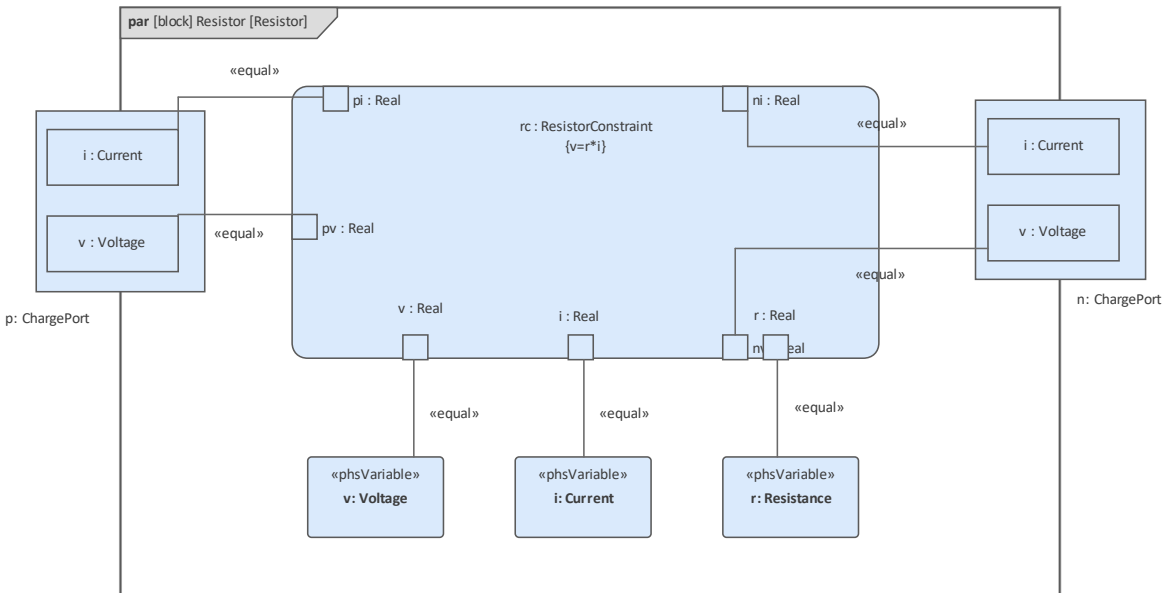 par [block] Resistor [Resistor]
«equal»
pi : Real
ni : Real
rc : ResistorConstraint
{v=r*i}
«equal»
i : Current
i : Current
pv : Real
«equal»
v : Voltage
v : Voltage
«equal»
p: ChargePort
n: ChargePort
v : Real
i : Real
r : Real
«equal»
«equal»
«equal»
«phsVariable»
v: Voltage
«phsVariable»
i: Current
«phsVariable»
r: Resistance